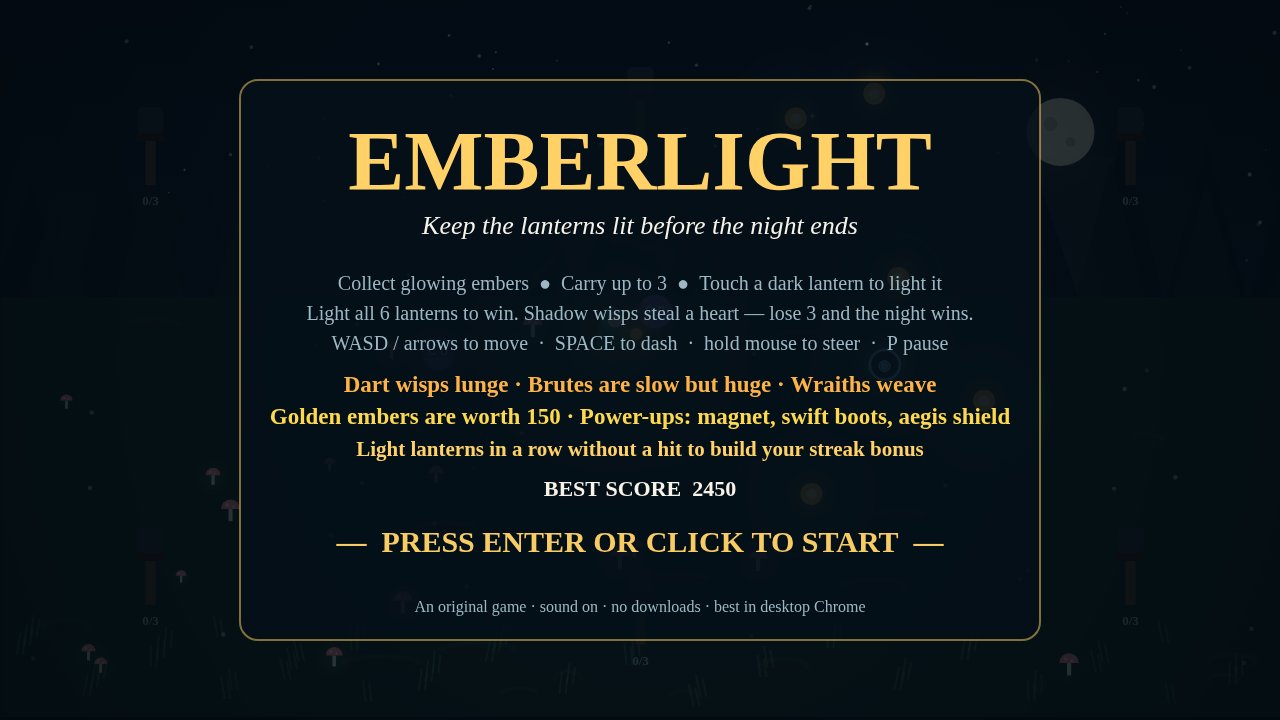 EMBERLIGHT
Keep the lanterns lit before the night ends
Collect glowing embers ● Carry up to 3 ● Touch a dark lantern to light it
Light all 6 lanterns to win. Shadow wisps steal a heart — lose 3 and the night wins.
WASD / arrows to move · SPACE to dash · hold mouse to steer · P pause
Dart wisps lunge · Brutes are slow but huge · Wraiths weave
Golden embers are worth 150 · Power-ups: magnet, swift boots, aegis shield
Light lanterns in a row without a hit to build your streak bonus
BEST SCORE 2450
— PRESS ENTER OR CLICK TO START —
An original game · sound on · no downloads · best in desktop Chrome
0/3
0/3
0/3
0/3
0/3